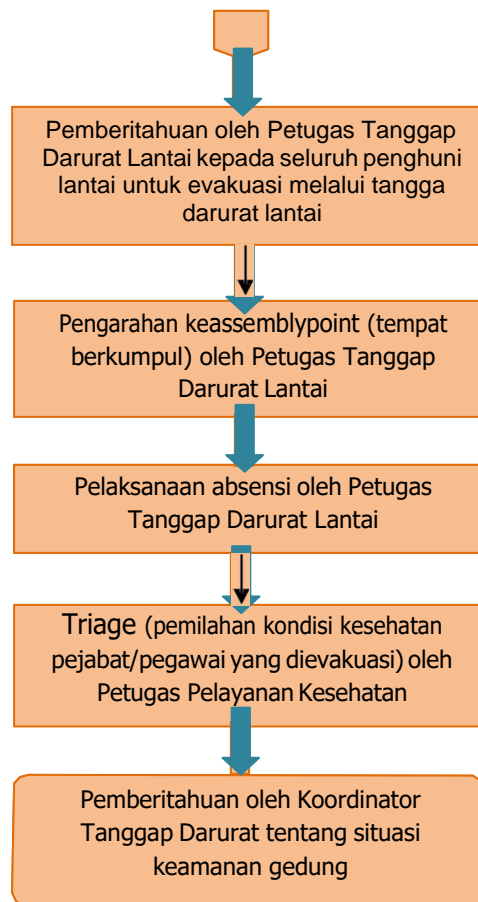 Pemberitahuan oleh Petugas Tanggap
Darurat Lantai kepada seluruh penghuni
lantai untuk evakuasi melalui tangga
darurat lantai
Pengarahan keassemblypoint (tempat
berkumpul) oleh Petugas Tanggap
Darurat Lantai
Pelaksanaan absensi oleh Petugas
Tanggap Darurat Lantai
Triage (pemilahan kondisi kesehatan
pejabat/pegawai yang dievakuasi) oleh
Petugas Pelayanan Kesehatan
Pemberitahuan oleh Koordinator
Tanggap Darurat tentang situasi
keamanan gedung